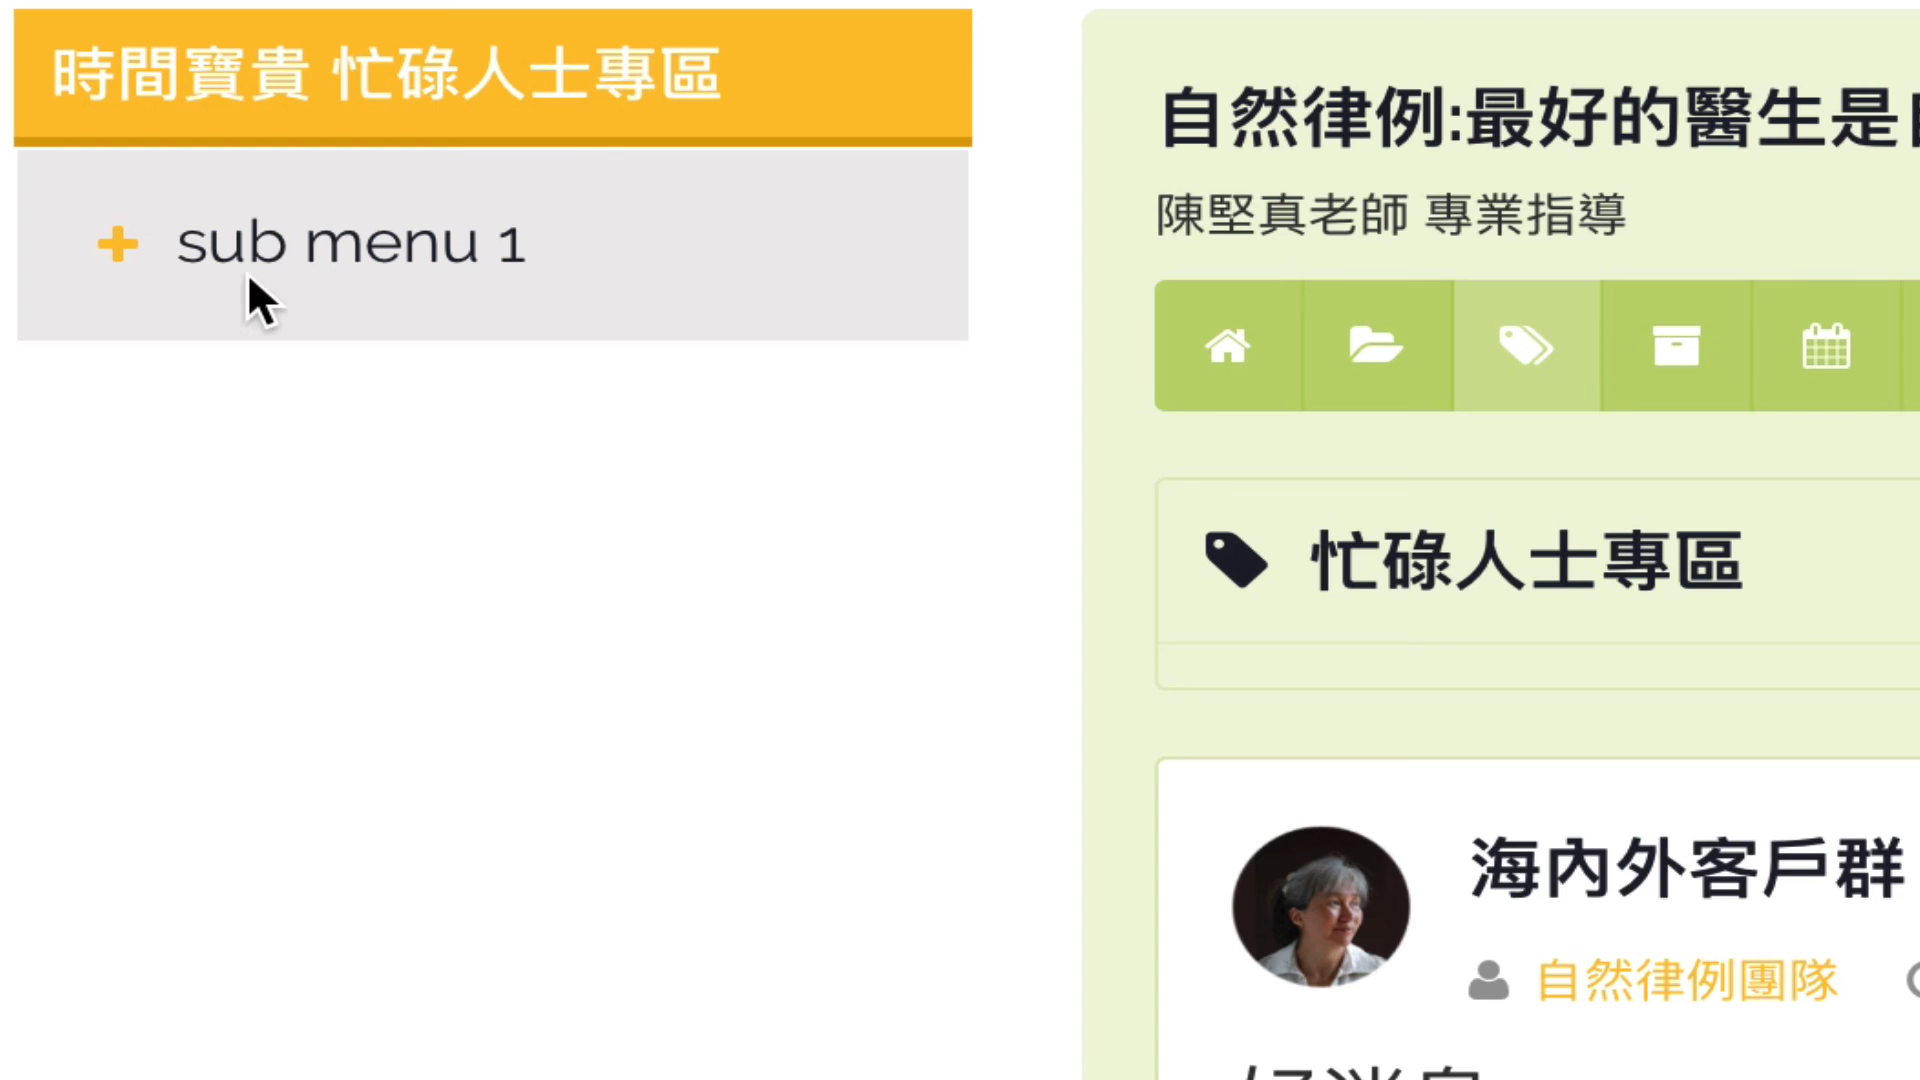 時間寶貴 忙碌人士專區
sub menu 1
自然律例:最好的醫生是
陳堅真老師 專業指導
忙碌人士專區
海內外客戶群
自然律例團隊